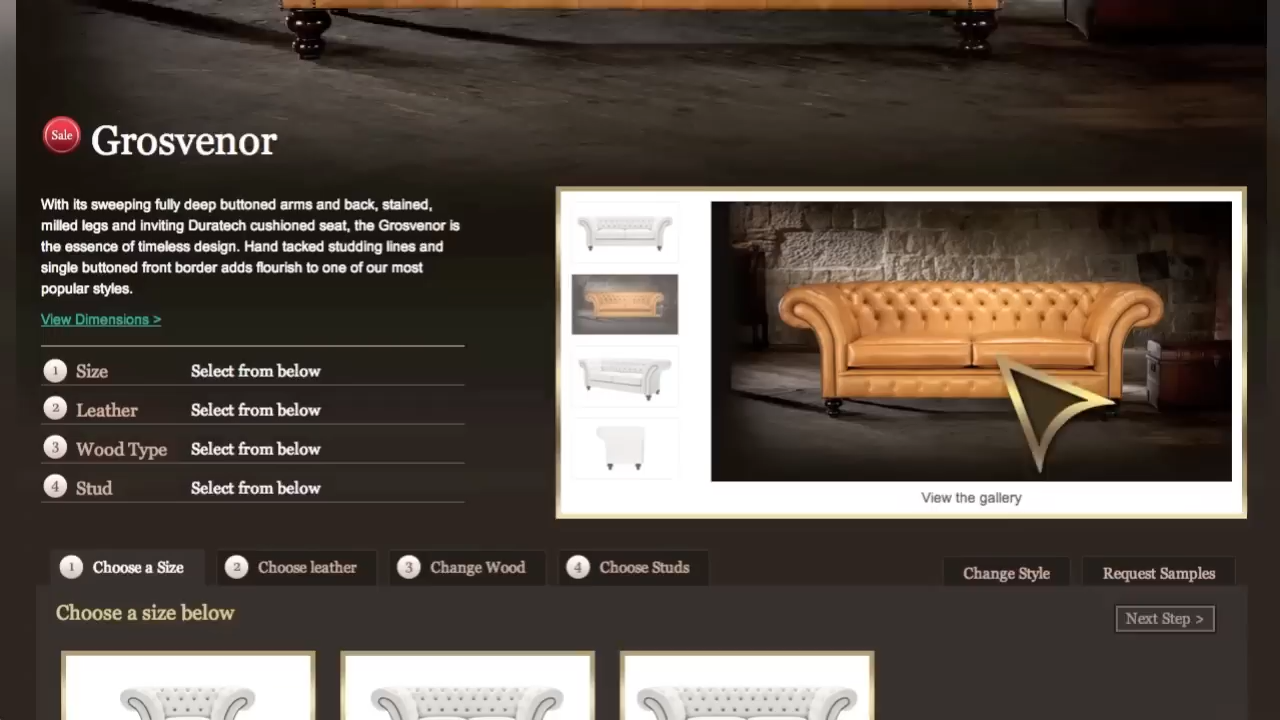 Sale
Grosvenor
With its sweeping fully deep buttoned arms and back, stained,
milled legs and inviting Duratech cushioned seat, the Grosvenor is
the essence of timeless design. Hand tacked studding lines and
single buttoned front border adds flourish to one of our most
popular styles.
View Dimensions >
1 Size Select from below
2 Leather Select from below
3 Wood Type Select from below
4 Stud Select from below
View the gallery
1 Choose a Size
2 Choose leather
3 Change Wood
4 Choose Studs
Change Style
Request Samples
Choose a size below
Next Step >